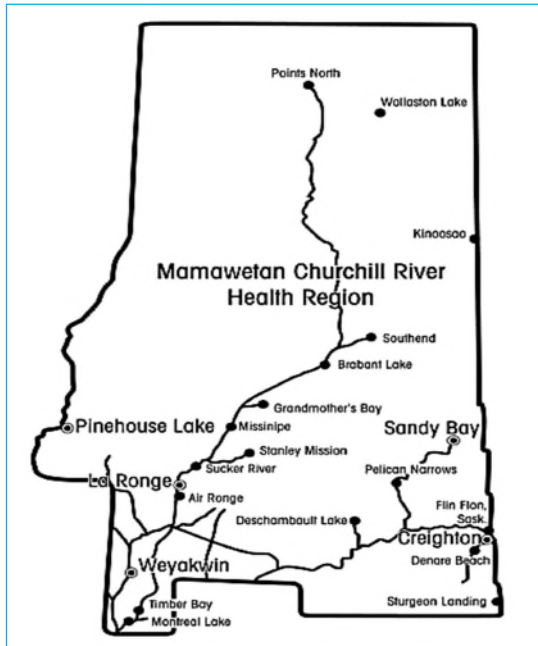 Points North
Wollaston Lake
Kinoosao
Mamawetan Churchill River
Health Region
Southend
Brabant Lake
Grandmother's Bay
Pinehouse Lake
Missinipe
Sandy Bay
Stanley Mission
Sucker River
Pelican Narrows
La Ronge
Air Ronge
Flin Flon,
Sask.
Deschambault Lake
Creighton
Denare Beach
Weyakwin
Timber Bay
Sturgeon Landing
Montreal Lake